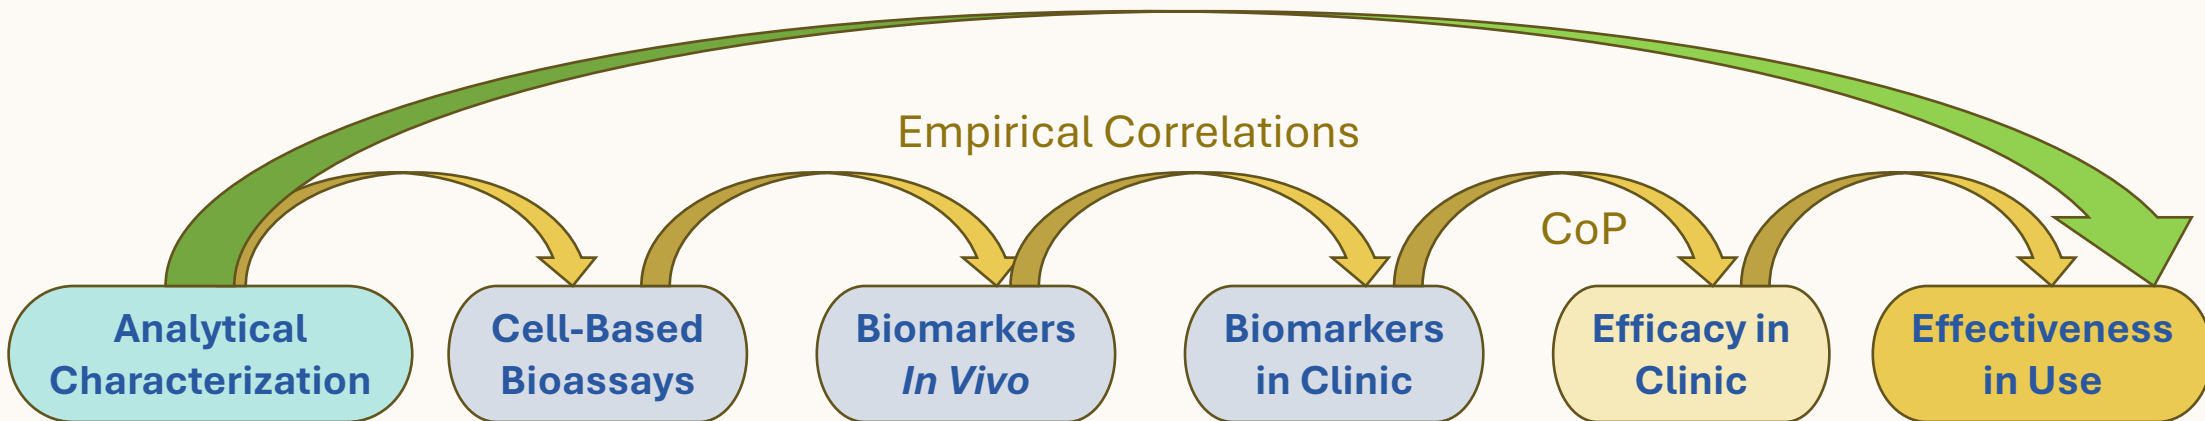 Empirical Correlations
CoP
Analytical
Characterization
Cell-Based
Bioassays
Biomarkers
In Vivo
Biomarkers
in Clinic
Efficacy in
Clinic
Effectiveness
in Use